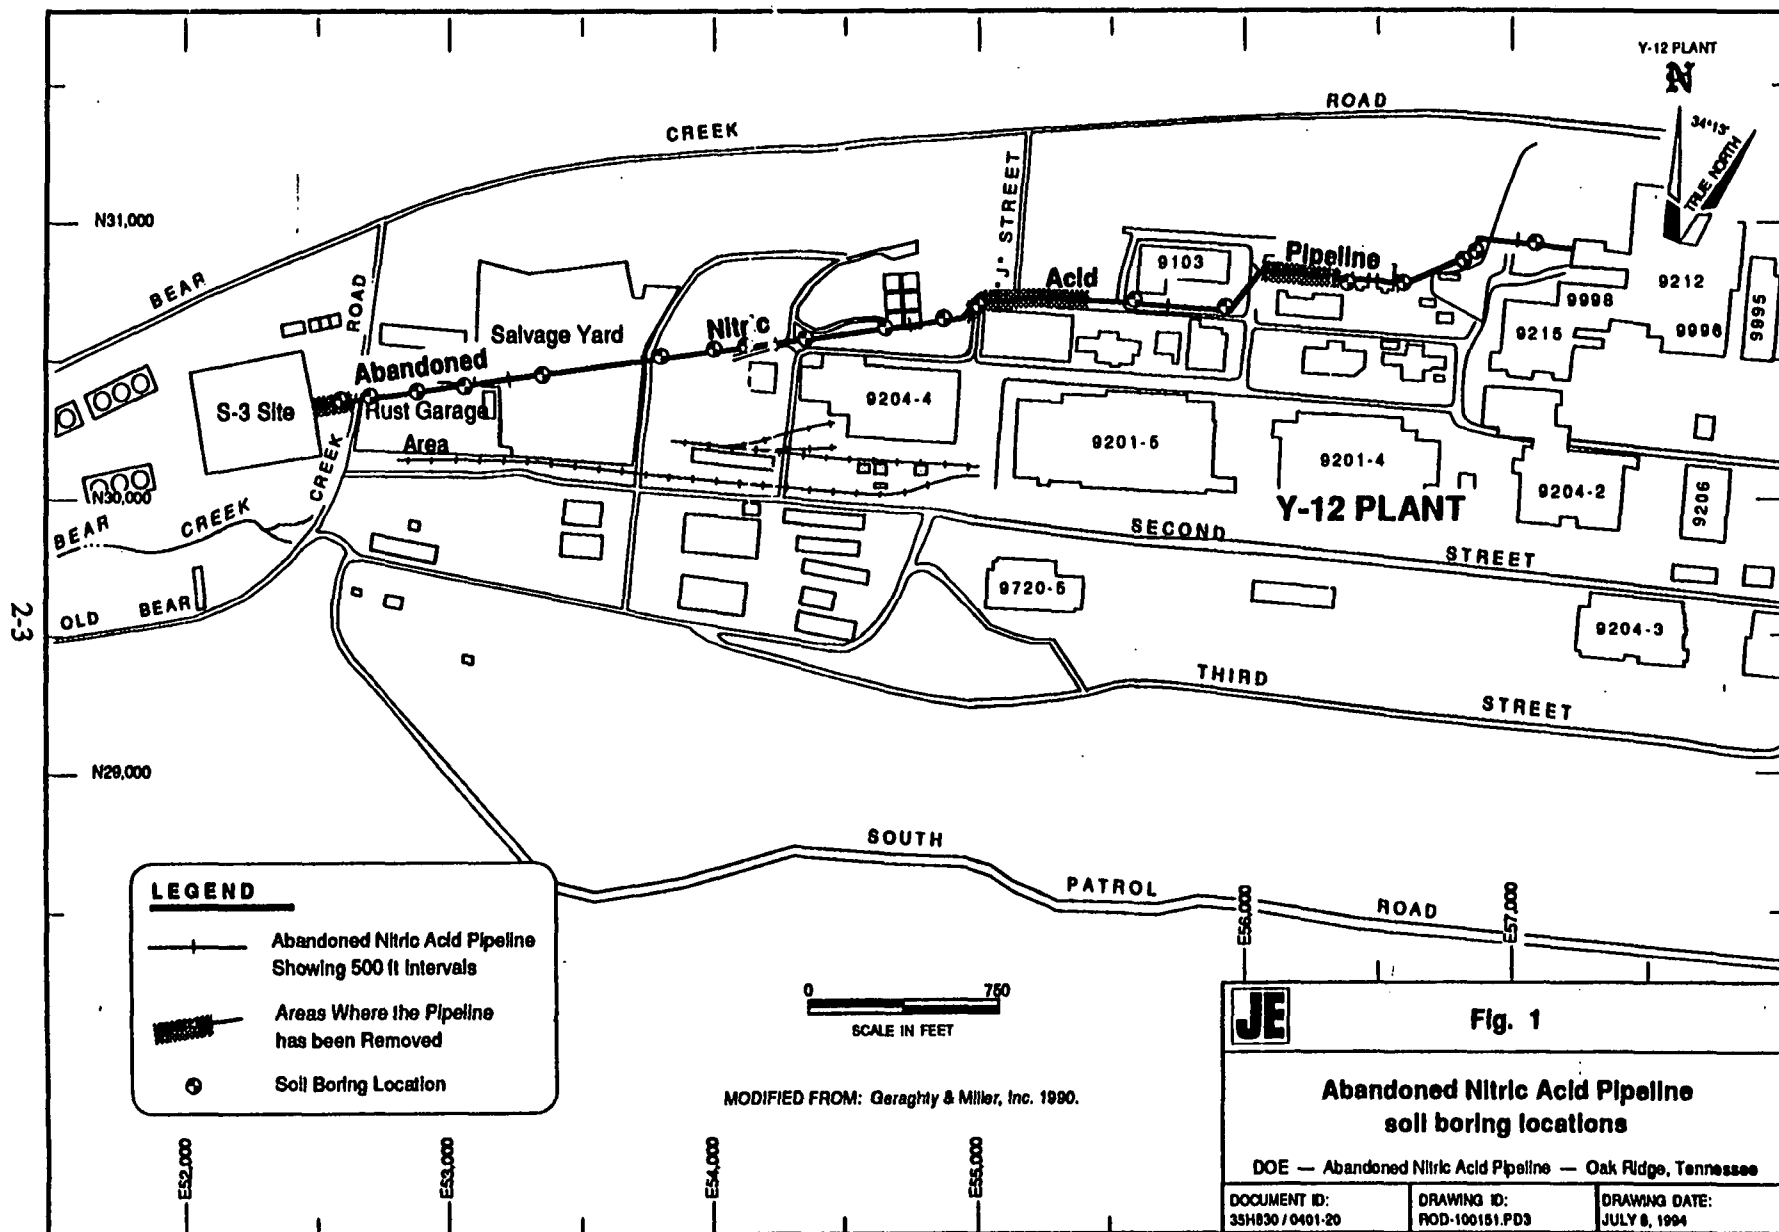 Y-12 PLANT
N
34°13'
TRUE NORTH
ROAD
CREEK
BEAR
ROAD
CREEK
"J" STREET
N31,000
N30,000
N29,000
Pipeline
Acid
Nitric
Abandoned
Salvage Yard
S-3 Site
Rust Garage
Area
9103
9212
9998
9215
9996
9995
9204-4
9201-5
9201-4
9204-2
9206
Y-12 PLANT
BEAR
CREEK
OLD
BEAR
SECOND
STREET
9720-5
9204-3
THIRD
STREET
SOUTH
PATROL
ROAD
E56,000
E57,000
2-3
LEGEND
Abandoned Nitric Acid Pipeline
Showing 500 ft Intervals
Areas Where the Pipeline
has been Removed
Soil Boring Location
0 750
SCALE IN FEET
MODIFIED FROM: Geraghty & Miller, Inc. 1990.
E52,000
E53,000
E54,000
E55,000
JE
Fig. 1
Abandoned Nitric Acid Pipeline
soil boring locations
DOE — Abandoned Nitric Acid Pipeline — Oak Ridge, Tennessee
DOCUMENT ID:
35H830 / 0401-20
DRAWING ID:
ROD-100151.PD3
DRAWING DATE:
JULY 8, 1994